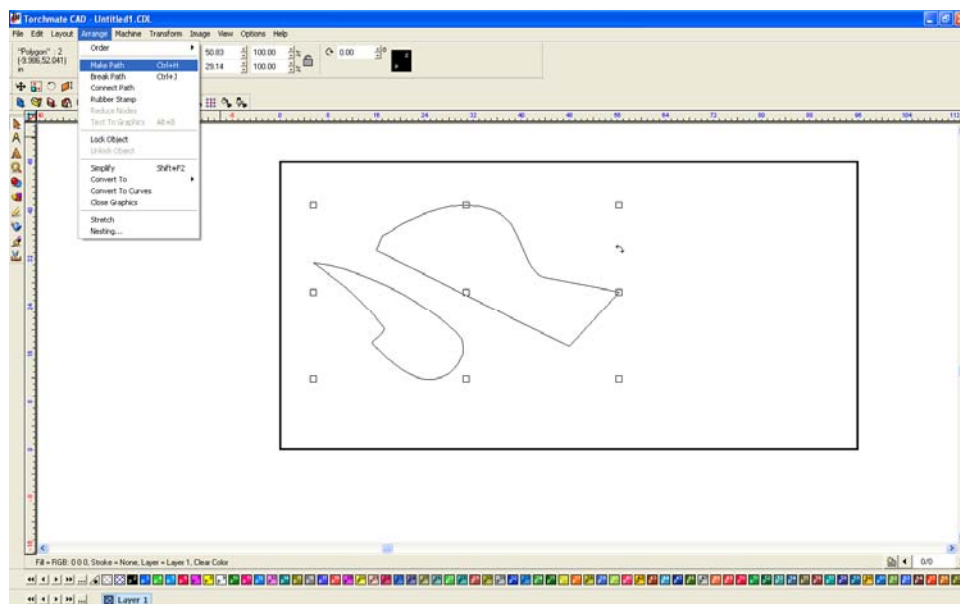 Torchmate CAD - Untitled1.CDL
File Edit Layout Arrange Machine Transform Image View Options Help
"Polygon" : 2
in
50.83 100.00 % 0.00 °
29.14 100.00 %
Order
Make Path Ctrl+H
Break Path Ctrl+J
Connect Path
Rubber Stamp
Reduce Nodes
Text To Graphics Alt+B
Lock Object
Unlock Object
Simplify Shift+F2
Convert To
Convert To Curves
Close Graphics
Stretch
Nesting...
Fill = RGB: 0 0 0, Stroke = None, Layer = Layer 1, Clear Color
0/0
Layer 1